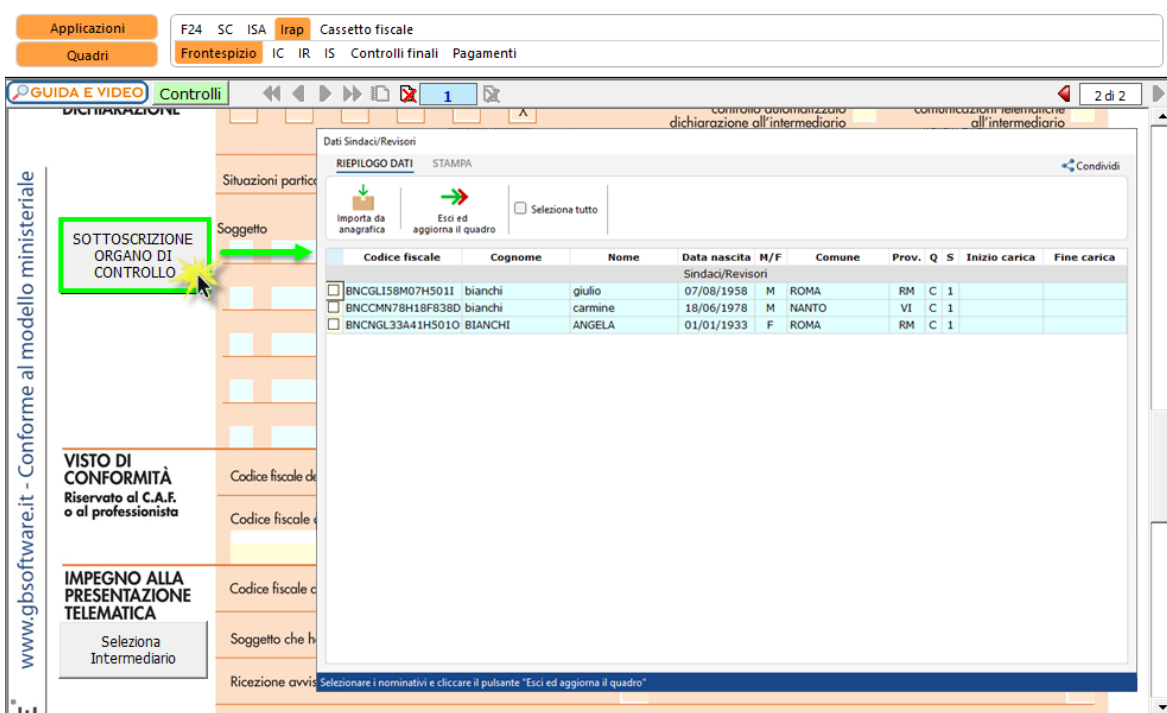 Applicazioni
F24 SC ISA Irap Cassetto fiscale
Quadri
Frontespizio IC IR IS Controlli finali Pagamenti
GUIDA E VIDEO Controlli 1 2 di 2
DICHIARAZIONE
X
controllo automatizzato
dichiarazione all'intermediario
comunicazioni telematiche
all'intermediario
www.gbsoftware.it - Conforme al modello ministeriale
Situazioni partico
Soggetto
SOTTOSCRIZIONE
ORGANO DI
CONTROLLO
Dati Sindaci/Revisori
RIEPILOGO DATI STAMPA
Condividi
Importa da
anagrafica
Esci ed
aggiorna il quadro
Seleziona tutto
Codice fiscale Cognome Nome Data nascita M/F Comune Prov. Q S Inizio carica Fine carica
Sindaci/Revisori
BNCGLI58M07H501I bianchi giulio 07/08/1958 M ROMA RM C 1
BNCCMN78H18F838D bianchi carmine 18/06/1978 M NANTO VI C 1
BNCNGL33A41H501O BIANCHI ANGELA 01/01/1933 F ROMA RM C 1
VISTO DI
CONFORMITÀ
Riservato al C.A.F.
o al professionista
Codice fiscale de
Codice fiscale
IMPEGNO ALLA
PRESENTAZIONE
TELEMATICA
Codice fiscale
Seleziona
Intermediario
Soggetto che h
Ricezione avvis
Selezionare i nominativi e cliccare il pulsante "Esci ed aggiorna il quadro"